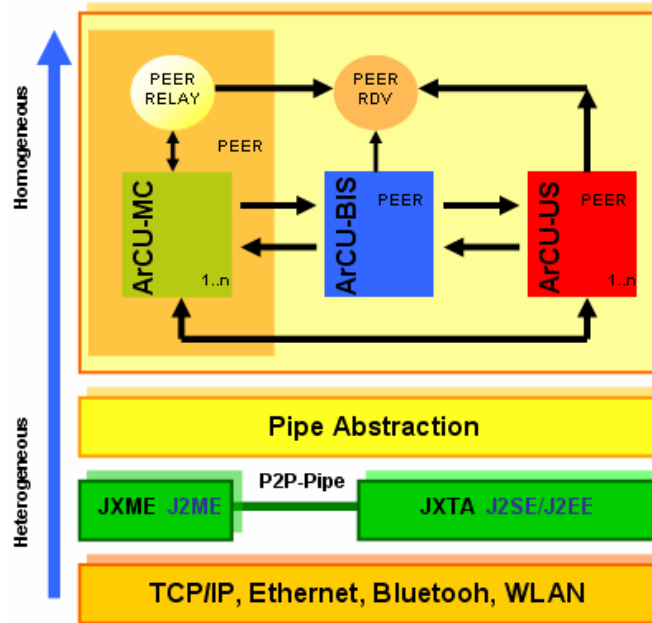 Homogeneous
Heterogeneous
PEER
RELAY
PEER
RDV
PEER
ArCU-MC
1..n
ArCU-BIS
PEER
ArCU-US
PEER
1..n
Pipe Abstraction
P2P-Pipe
JXME J2ME
JXTA J2SE/J2EE
TCP/IP, Ethernet, Bluetooh, WLAN